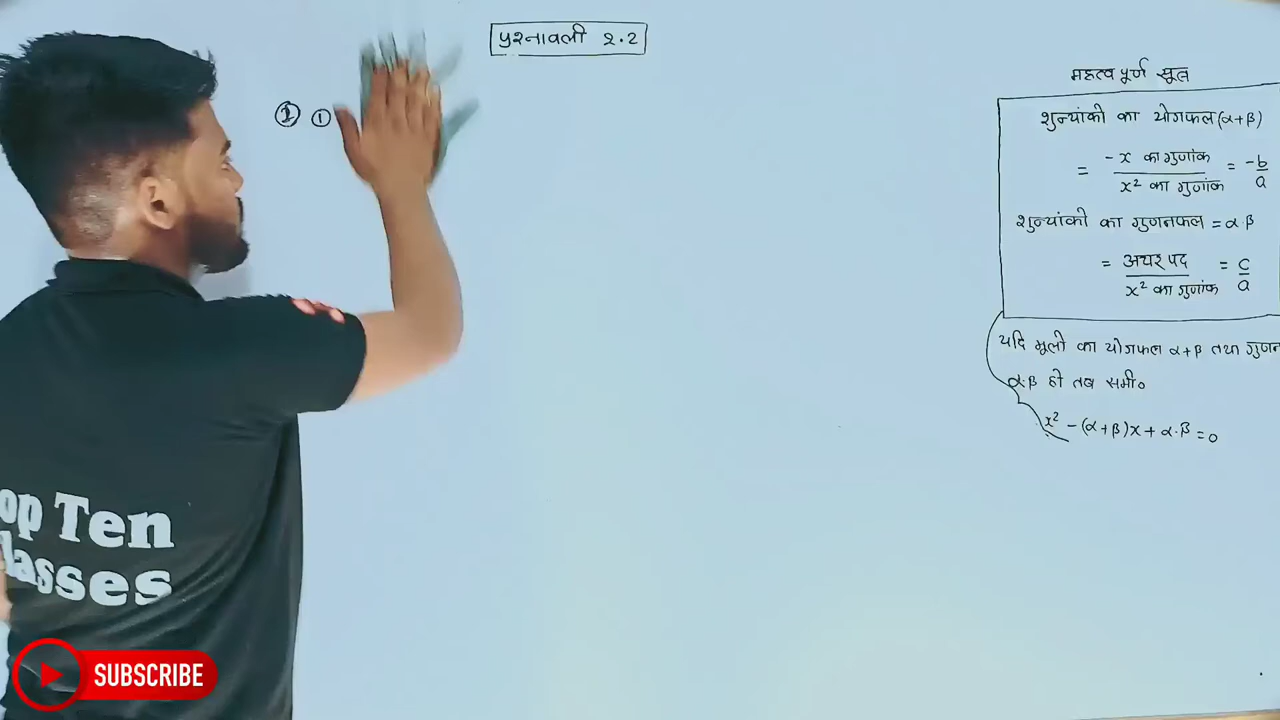 प्रश्नावली 2.2
① ①
महत्व पूर्ण सूत्र
शुन्यांको का योगफल (α+β)
= -x का गुणांक / x² का गुणांक = -b/a
शुन्यांको का गुणनफल = α·β
= अचर पद / x² का गुणांक = c/a
यदि मूलो का योगफल α+β तथा गुणन
α·β हो तब समी०
x² - (α+β)x + α·β = 0
op Ten
lasses
SUBSCRIBE